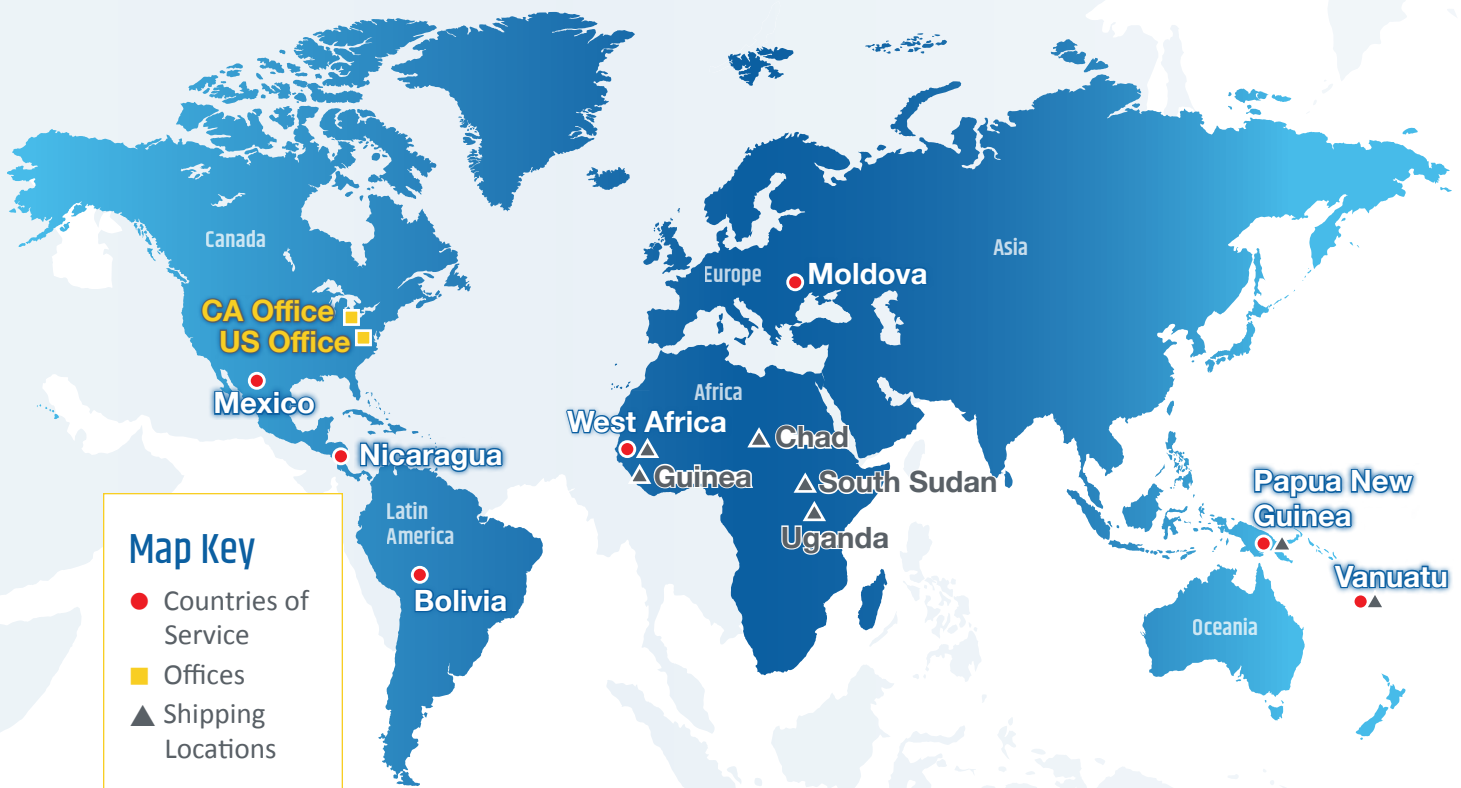 Canada
CA Office
US Office
Mexico
Nicaragua
Latin
America
Bolivia
Europe
Moldova
Asia
Africa
West Africa
Chad
Guinea
South Sudan
Uganda
Papua New
Guinea
Vanuatu
Oceania
Map Key
Countries of
Service
Offices
Shipping
Locations